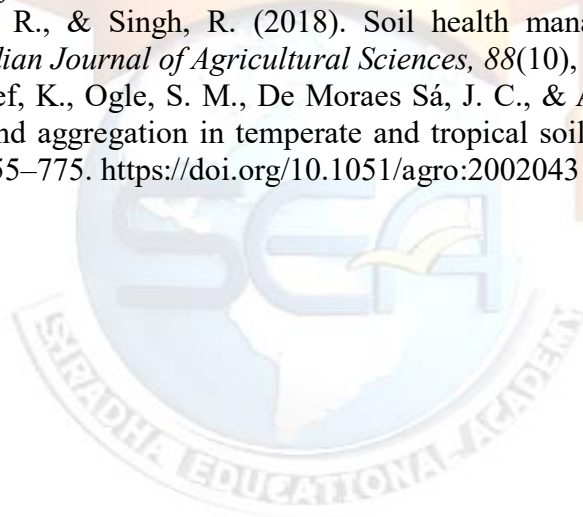 R., & Singh, R. (2018). Soil health mana
dian Journal of Agricultural Sciences, 88(10),
ef, K., Ogle, S. M., De Moraes Sá, J. C., & A
nd aggregation in temperate and tropical soil
55–775. https://doi.org/10.1051/agro:2002043
SEA
SHRADHA EDUCATIONAL ACADEMY